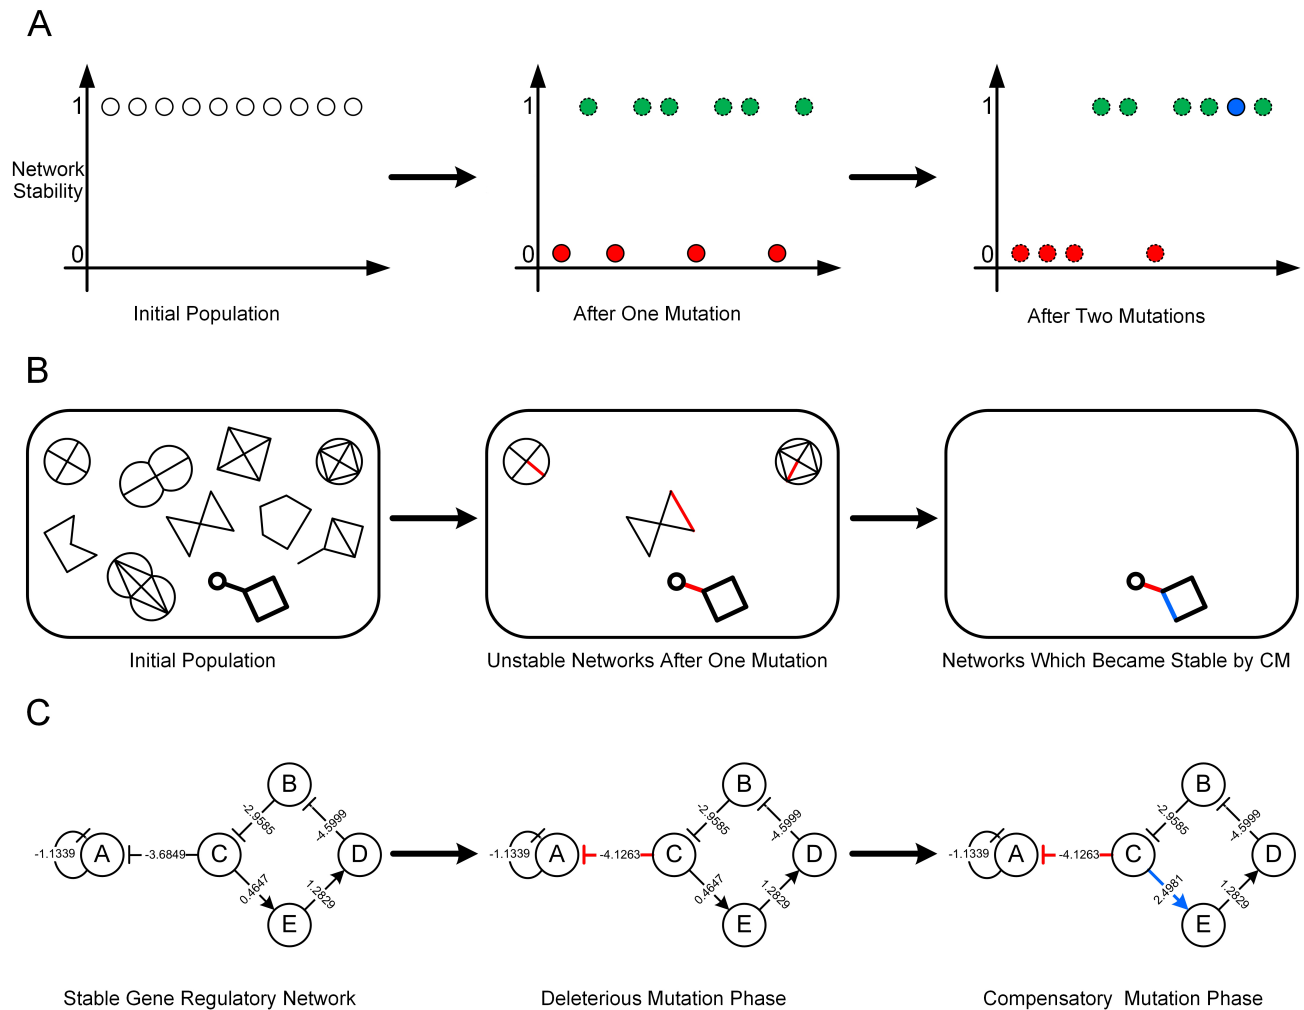 A
1
Network
Stability
0
Initial Population
1
0
After One Mutation
1
0
After Two Mutations
B
Initial Population
Unstable Networks After One Mutation
Networks Which Became Stable by CM
C
-1.1339
A
-3.6849
C
-2.9585
B
-4.5999
D
0.4647
1.2829
E
Stable Gene Regulatory Network
-1.1339
A
-4.1263
C
-2.9585
B
-4.5999
D
0.4647
1.2829
E
Deleterious Mutation Phase
-1.1339
A
-4.1263
C
-2.9585
B
-4.5999
D
2.4981
1.2829
E
Compensatory Mutation Phase